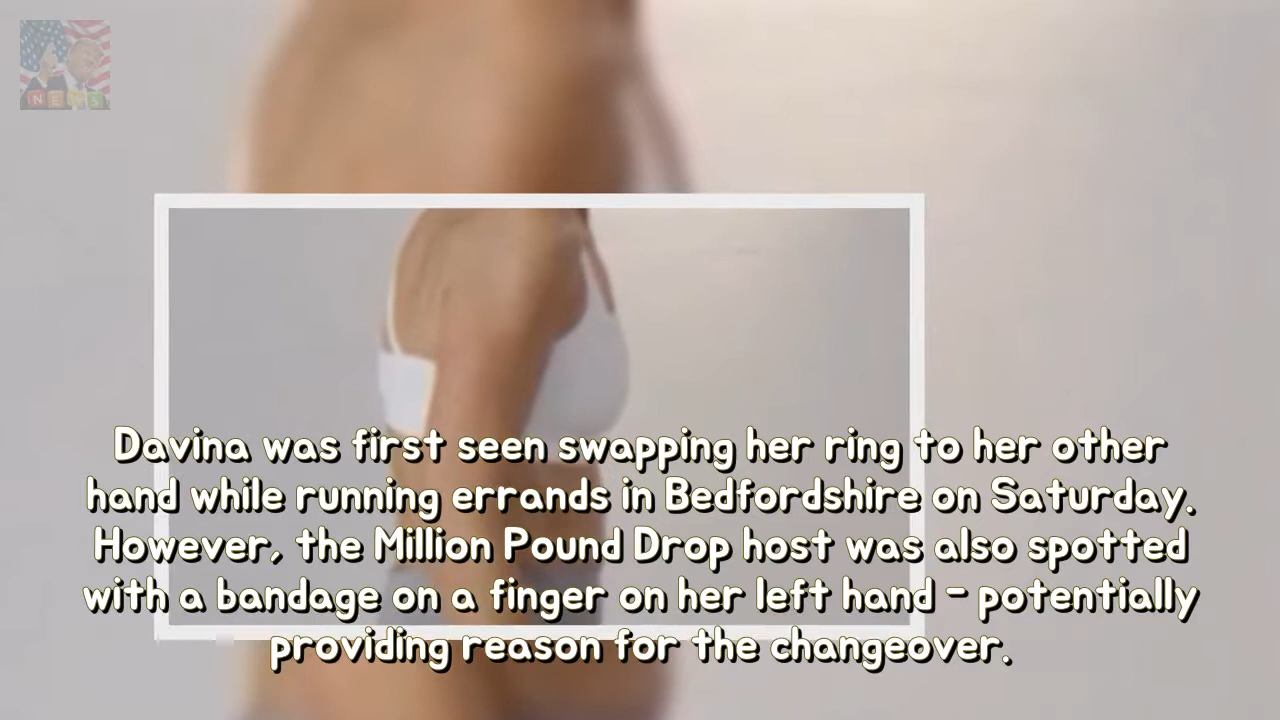 NEWS
Davina was first seen swapping her ring to her other
hand while running errands in Bedfordshire on Saturday.
However, the Million Pound Drop host was also spotted
with a bandage on a finger on her left hand - potentially
providing reason for the changeover.